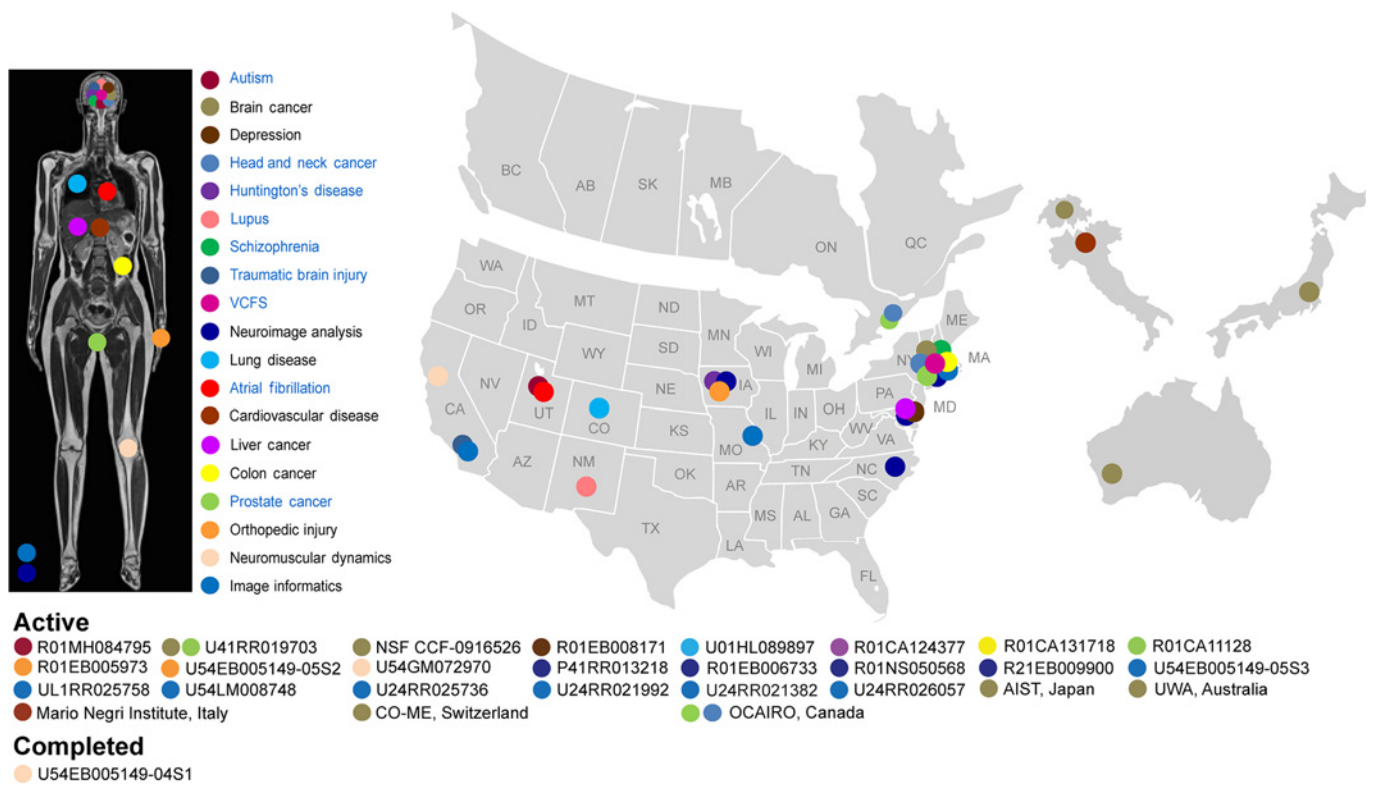 Autism
Brain cancer
Depression
Head and neck cancer
Huntington's disease
Lupus
Schizophrenia
Traumatic brain injury
VCFS
Neuroimage analysis
Lung disease
Atrial fibrillation
Cardiovascular disease
Liver cancer
Colon cancer
Prostate cancer
Orthopedic injury
Neuromuscular dynamics
Image informatics
BC
AB
SK
MB
ON
QC
WA
MT
ND
MN
ME
OR
ID
WY
SD
WI
MI
NY
MA
NV
CA
UT
CO
NE
IA
IL
IN
OH
PA
MD
KS
MO
KY
WV
VA
AZ
NM
OK
AR
TN
NC
SC
TX
LA
MS
AL
GA
FL
Active
R01MH084795 U41RR019703 NSF CCF-0916526 R01EB008171 U01HL089897 R01CA124377 R01CA131718 R01CA11128
R01EB005973 U54EB005149-05S2 U54GM072970 P41RR013218 R01EB006733 R01NS050568 R21EB009900 U54EB005149-05S3
UL1RR025758 U54LM008748 U24RR025736 U24RR021992 U24RR021382 U24RR026057 AIST, Japan UWA, Australia
Mario Negri Institute, Italy CO-ME, Switzerland OCAIRO, Canada
Completed
U54EB005149-04S1